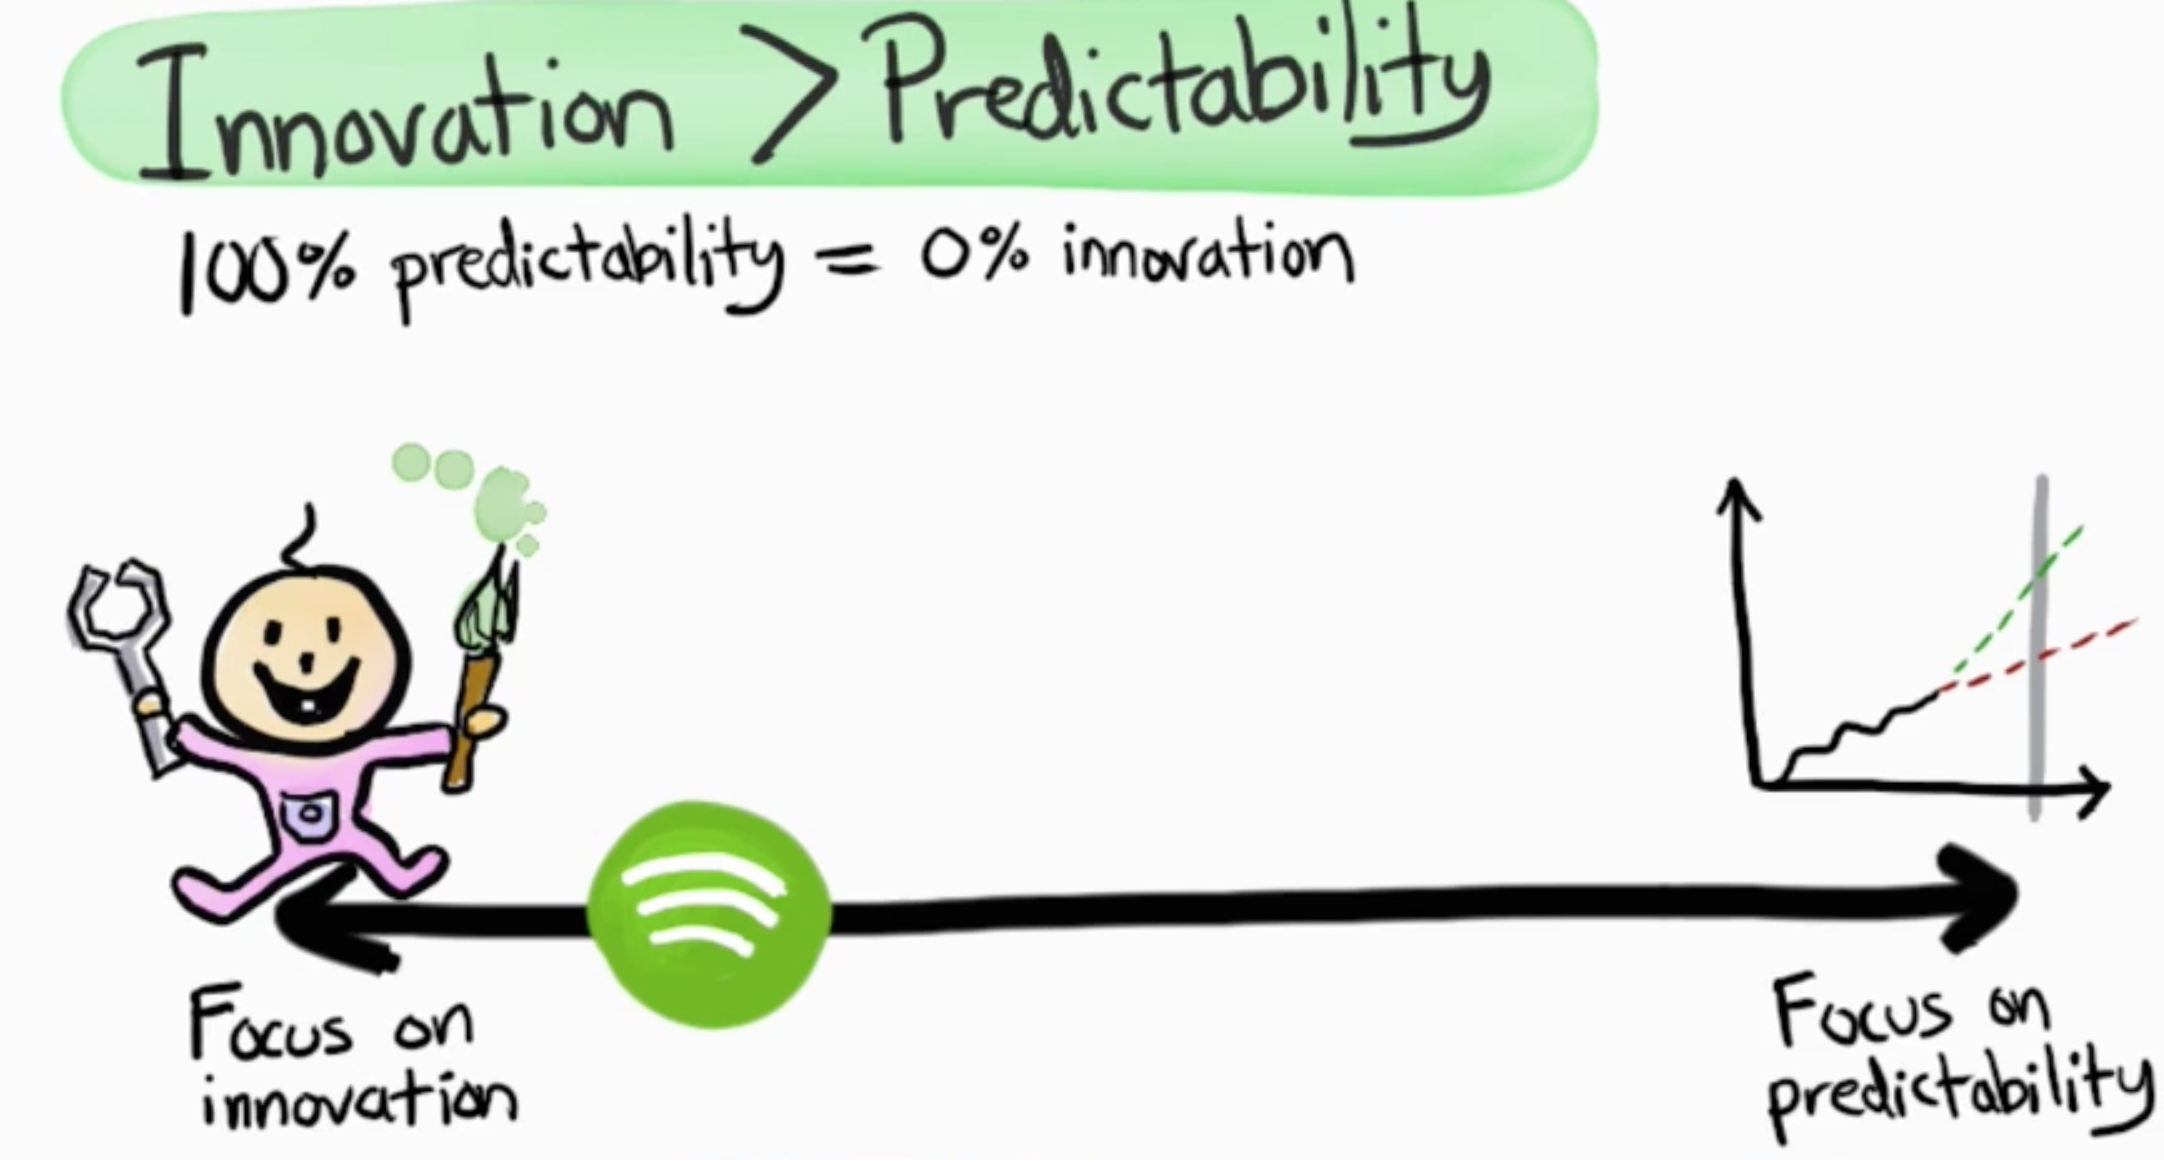 Innovation > Predictability
100% predictability = 0% innovation
Focus on
innovation
Focus on
predictability